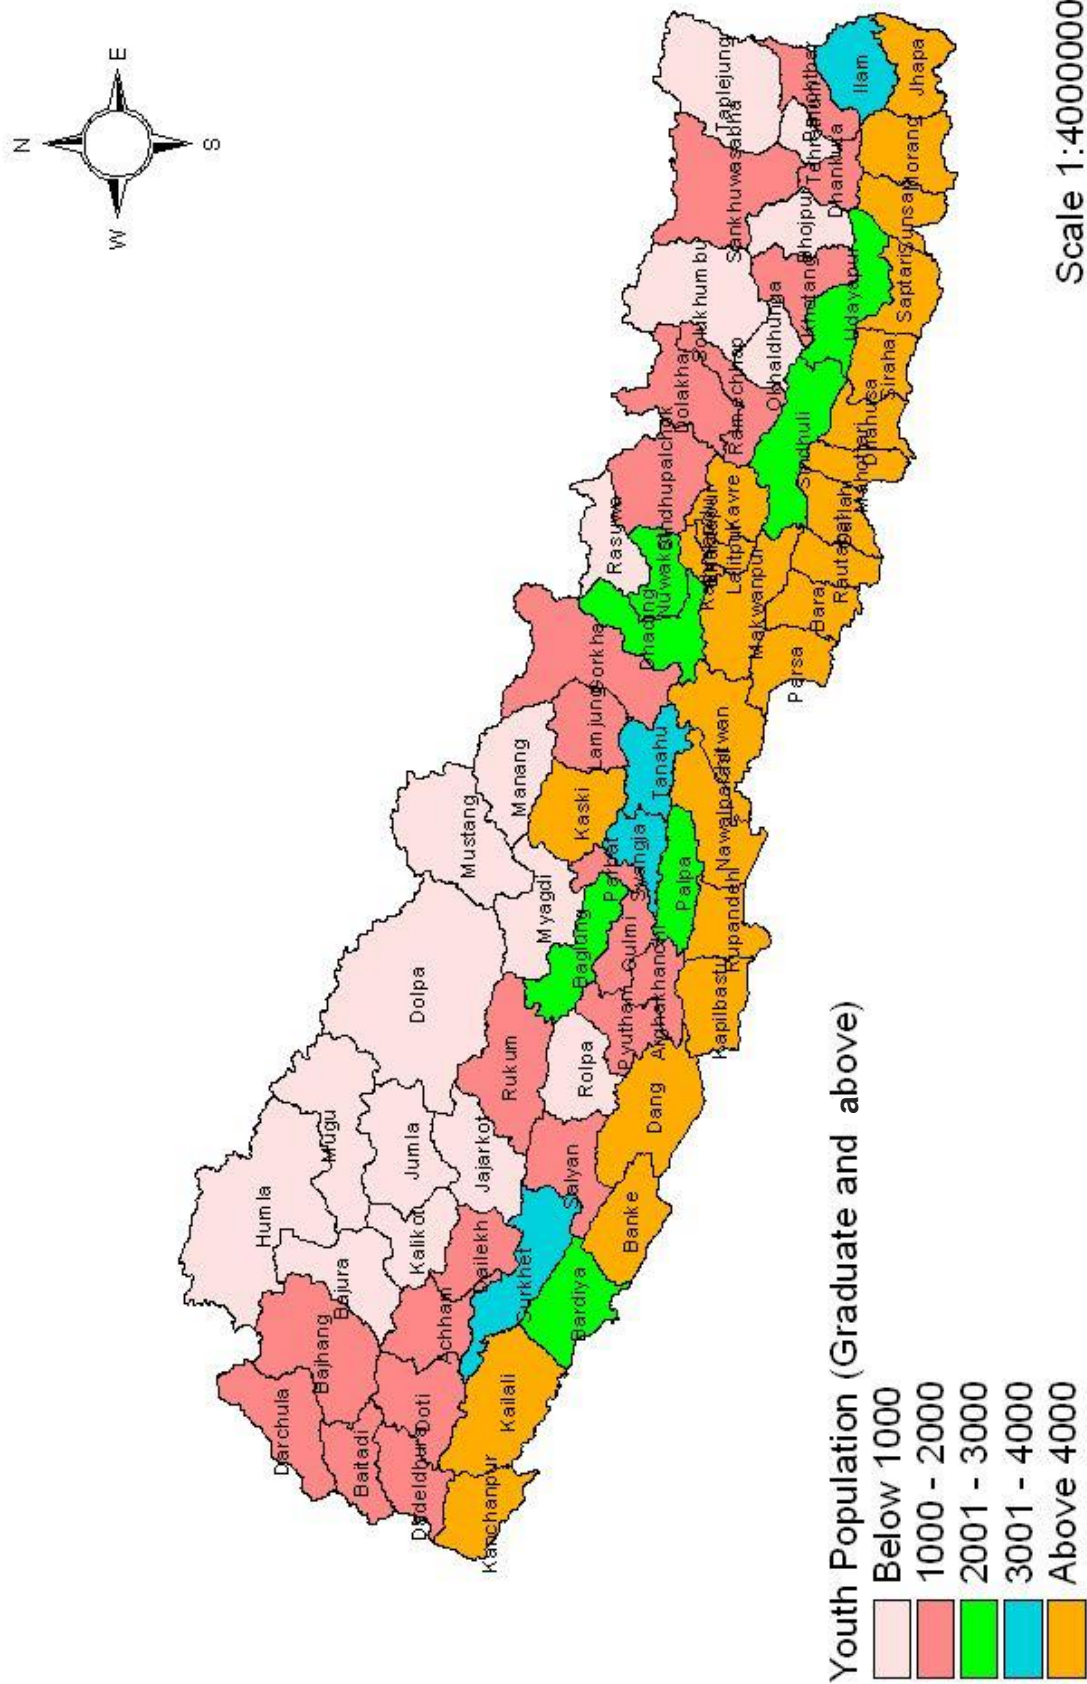 N
W
E
S
Humla
Darchula
Bajhang
Bajura
Mugu
Baitadi
Jumla
Dolpa
Mustang
Doti
Achham
Kalikot
Dadeldhura
Kanchanpur
Kailali
Dailekh
Jajarkot
Rukum
Manang
Surkhet
Myagdi
Bardiya
Salyan
Rolpa
Baglung
Kaski
Lamjung
Gorkha
Rasuwa
Banke
Dang
Pyuthan
Gulmi
Parbat
Syangja
Tanahu
Dhading
Nuwakot
Sindhupalchok
Dolakha
Solukhumbu
Sankhuwasabha
Taplejung
Arghakhanchi
Palpa
Kapilbastu
Rupandehi
Nawalparasi
Chitwan
Lalitpur
Kavre
Ramechhap
Okhaldhunga
Khotang
Bhojpur
Dhankuta
Ilam
Makwanpur
Parsa
Bara
Rautahat
Sindhuli
Udayapur
Siraha
Saptari
Sunsari
Morang
Jhapa
Youth Population (Graduate and above)
Below 1000
1000 - 2000
2001 - 3000
3001 - 4000
Above 4000
Scale 1:4000000